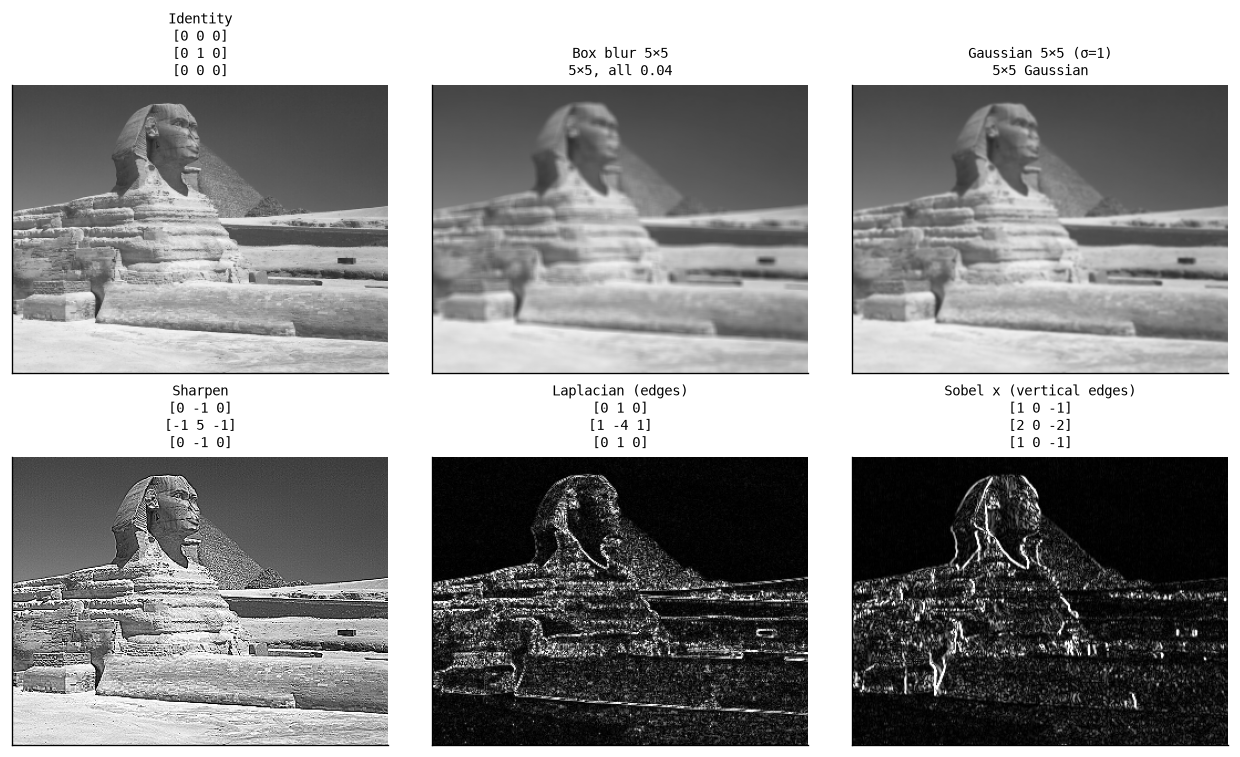 Identity
[0 0 0]
[0 1 0]
[0 0 0]
Box blur 5×5
5×5, all 0.04
Gaussian 5×5 (σ=1)
5×5 Gaussian
Sharpen
[0 -1 0]
[-1 5 -1]
[0 -1 0]
Laplacian (edges)
[0 1 0]
[1 -4 1]
[0 1 0]
Sobel x (vertical edges)
[1 0 -1]
[2 0 -2]
[1 0 -1]